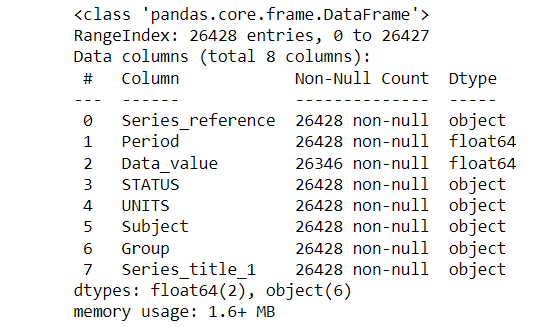 <class 'pandas.core.frame.DataFrame'>
RangeIndex: 26428 entries, 0 to 26427
Data columns (total 8 columns):
 #   Column            Non-Null Count  Dtype
---  ------            --------------  -----
 0   Series_reference  26428 non-null  object
 1   Period            26428 non-null  float64
 2   Data_value        26346 non-null  float64
 3   STATUS            26428 non-null  object
 4   UNITS             26428 non-null  object
 5   Subject           26428 non-null  object
 6   Group             26428 non-null  object
 7   Series_title_1    26428 non-null  object
dtypes: float64(2), object(6)
memory usage: 1.6+ MB